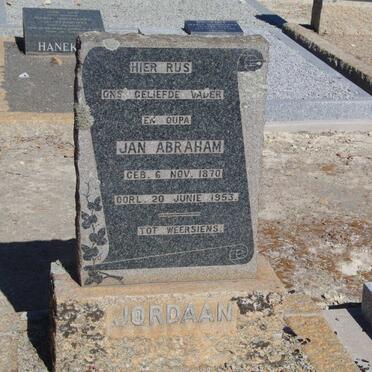 HANEK
HIER RUS
ONS GELIEFDE VADER
EN OUPA
JAN ABRAHAM
GEB. 6 NOV. 1870
OORL. 20 JUNIE 1953.
TOT WEERSIENS.
JORDAAN